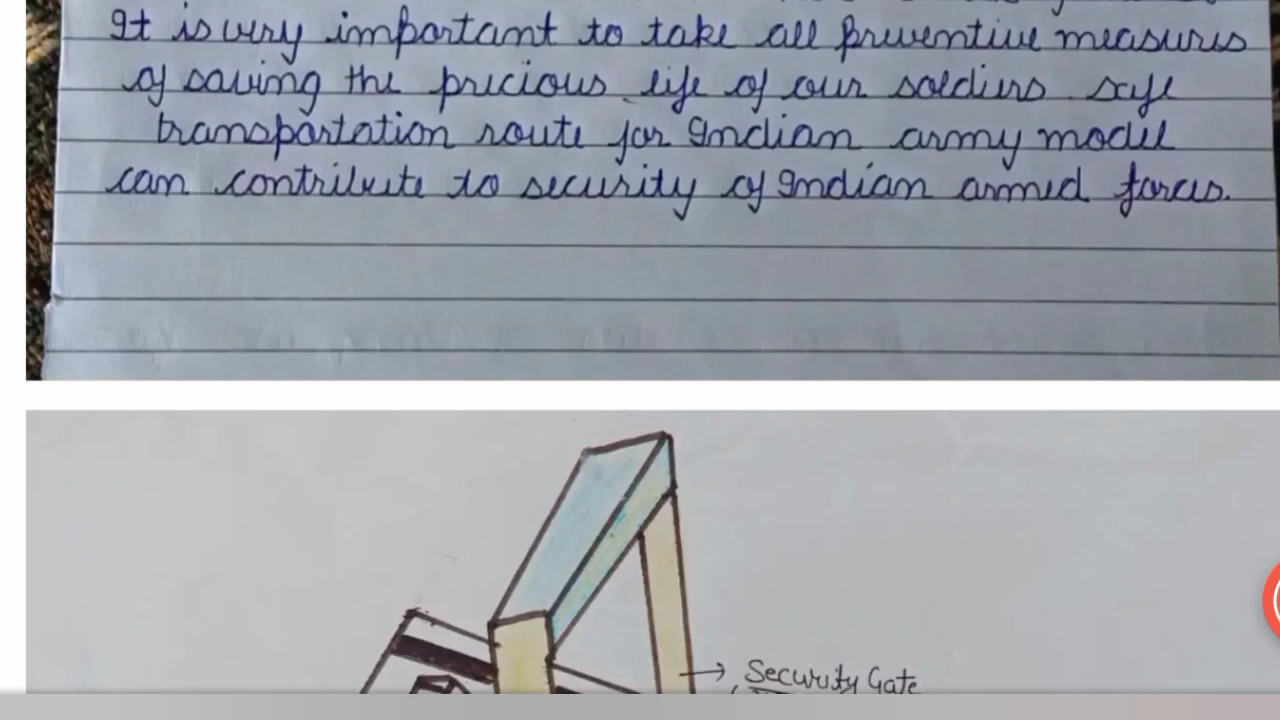 It is very important to take all preventive measures
of saving the precious life of our soldiers. safe
transportation route for Indian army model
can contribute to security of Indian armed forces.
Security Gate